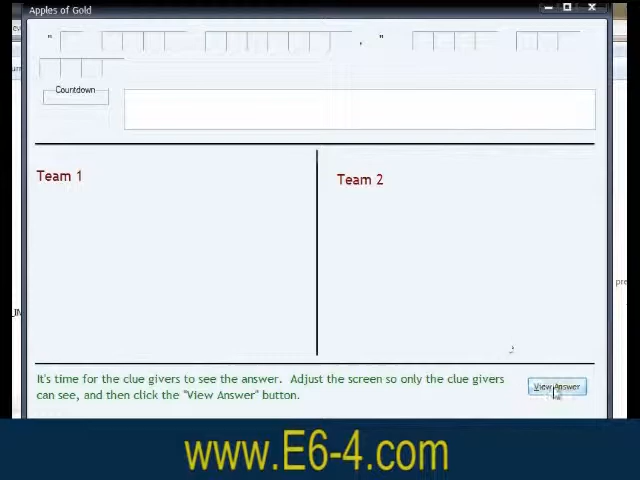 Apples of Gold
" , "
Countdown
Team 1
Team 2
It's time for the clue givers to see the answer. Adjust the screen so only the clue givers
can see, and then click the "View Answer" button.
View Answer
www.E6-4.com